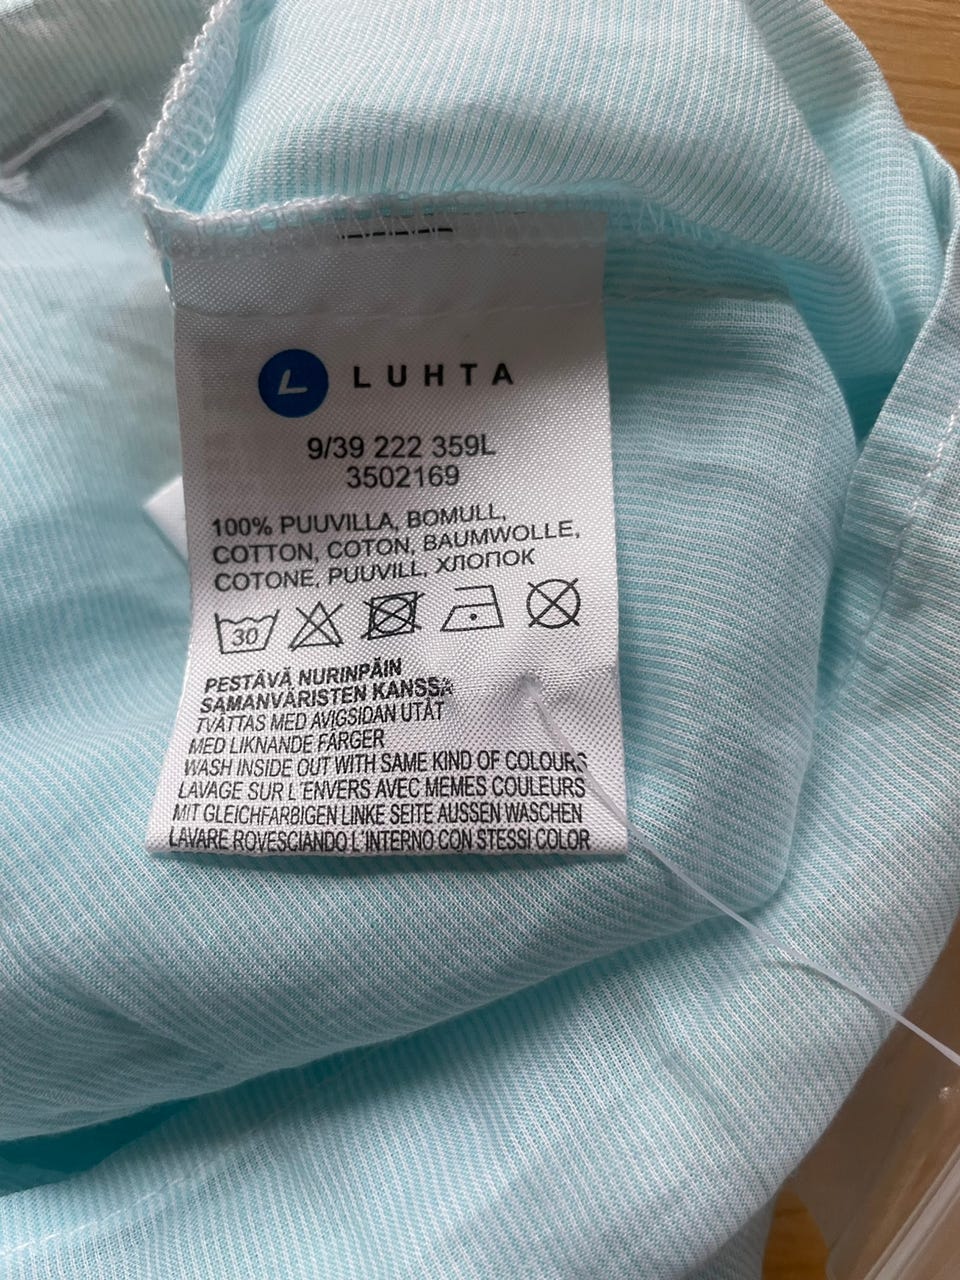 LUHTA
9/39 222 359L
3502169
100% PUUVILLA, BOMULL,
COTTON, COTON, BAUMWOLLE,
COTONE, PUUVILL, ХЛОПОК
30
PESTÄVÄ NURINPÄIN
SAMANVÄRISTEN KANSSA
TVÄTTAS MED AVIGSIDAN UTÅT
MED LIKNANDE FÄRGER
WASH INSIDE OUT WITH SAME KIND OF COLOURS
LAVAGE SUR L'ENVERS AVEC MEMES COULEURS
MIT GLEICHFARBIGEN LINKE SEITE AUSSEN WASCHEN
LAVARE ROVESCIANDO L'INTERNO CON STESSI COLOR